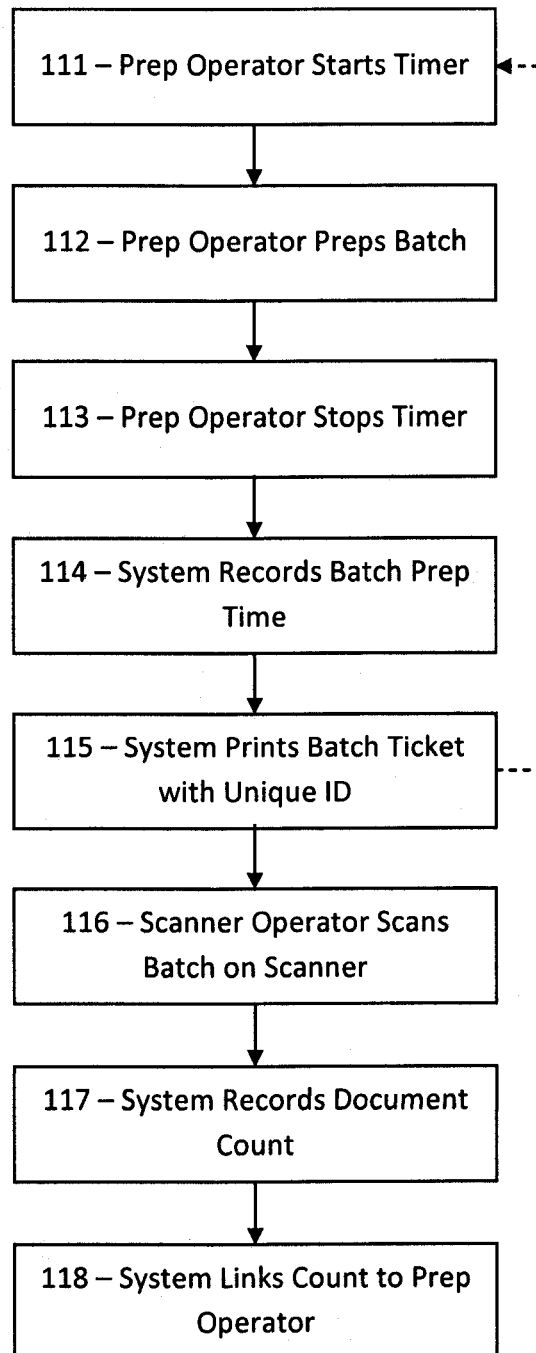 111 – Prep Operator Starts Timer
112 – Prep Operator Preps Batch
113 – Prep Operator Stops Timer
114 – System Records Batch Prep
Time
115 – System Prints Batch Ticket
with Unique ID
116 – Scanner Operator Scans
Batch on Scanner
117 – System Records Document
Count
118 – System Links Count to Prep
Operator